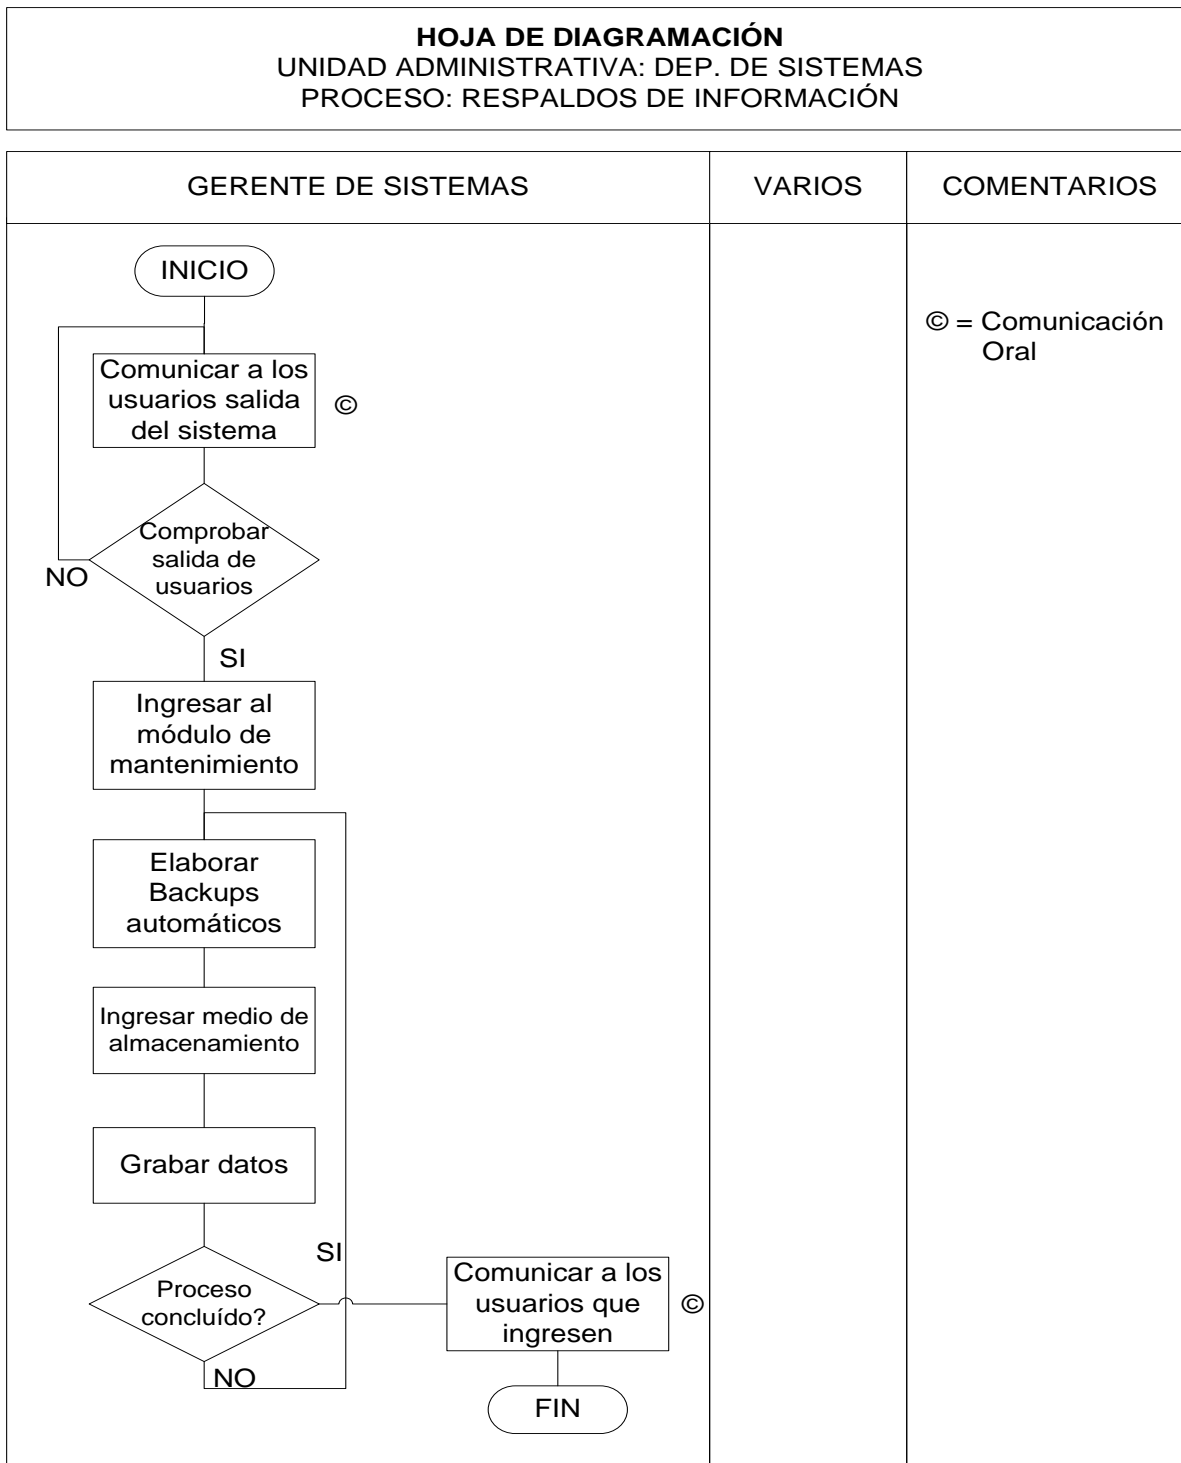 HOJA DE DIAGRAMACIÓN
UNIDAD ADMINISTRATIVA: DEP. DE SISTEMAS
PROCESO: RESPALDOS DE INFORMACIÓN
GERENTE DE SISTEMAS
VARIOS
COMENTARIOS
INICIO
© = Comunicación
Oral
Comunicar a los
usuarios salida
del sistema
©
Comprobar
salida de
usuarios
NO
SI
Ingresar al
módulo de
mantenimiento
Elaborar
Backups
automáticos
Ingresar medio de
almacenamiento
Grabar datos
Proceso
concluído?
SI
NO
Comunicar a los
usuarios que
ingresen
©
FIN